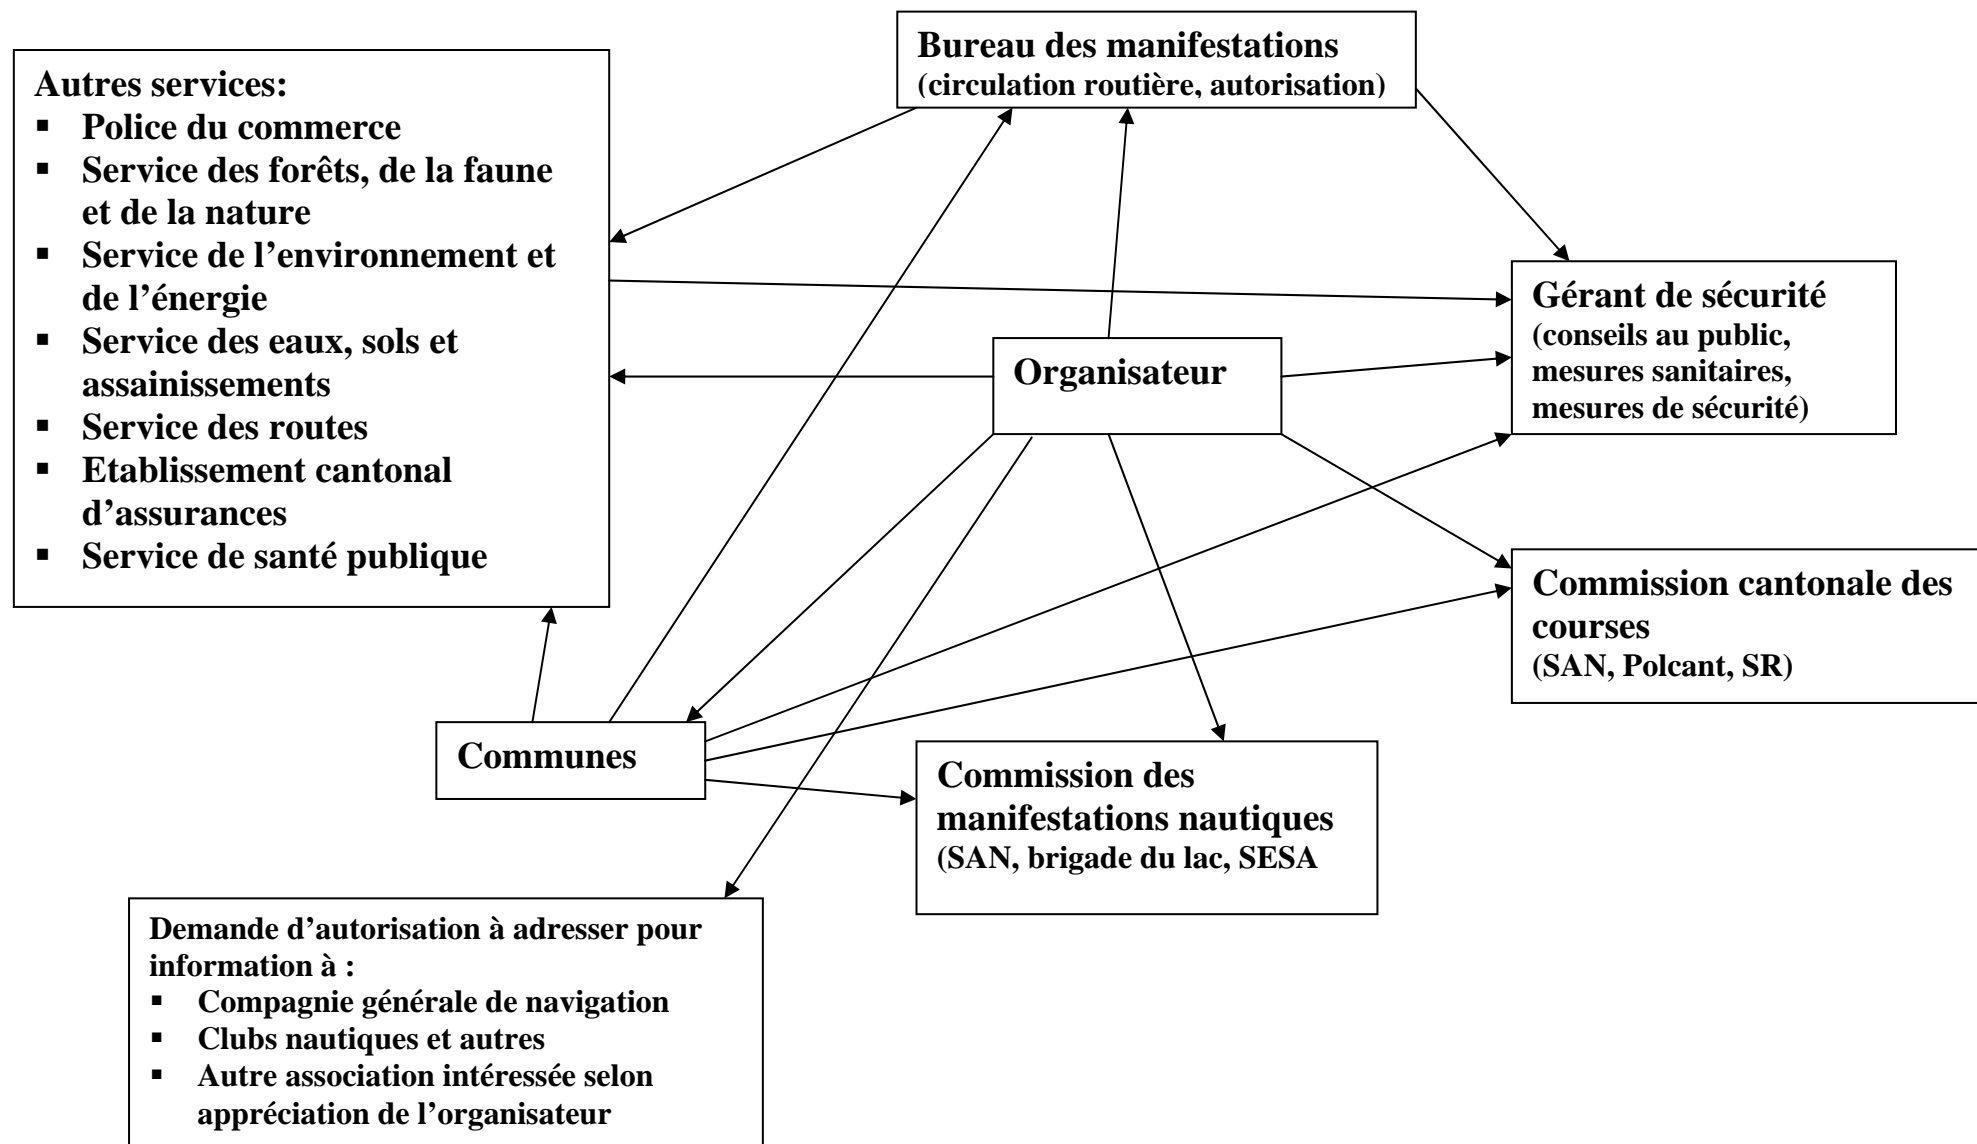 Bureau des manifestations
(circulation routière, autorisation)
Autres services:
▪ Police du commerce
▪ Service des forêts, de la faune
et de la nature
▪ Service de l’environnement et
de l’énergie
▪ Service des eaux, sols et
assainissements
▪ Service des routes
▪ Etablissement cantonal
d’assurances
▪ Service de santé publique
Gérant de sécurité
(conseils au public,
mesures sanitaires,
mesures de sécurité)
Organisateur
Commission cantonale des
courses
(SAN, Polcant, SR)
Communes
Commission des
manifestations nautiques
(SAN, brigade du lac, SESA
Demande d’autorisation à adresser pour
information à :
▪ Compagnie générale de navigation
▪ Clubs nautiques et autres
▪ Autre association intéressée selon
appréciation de l’organisateur